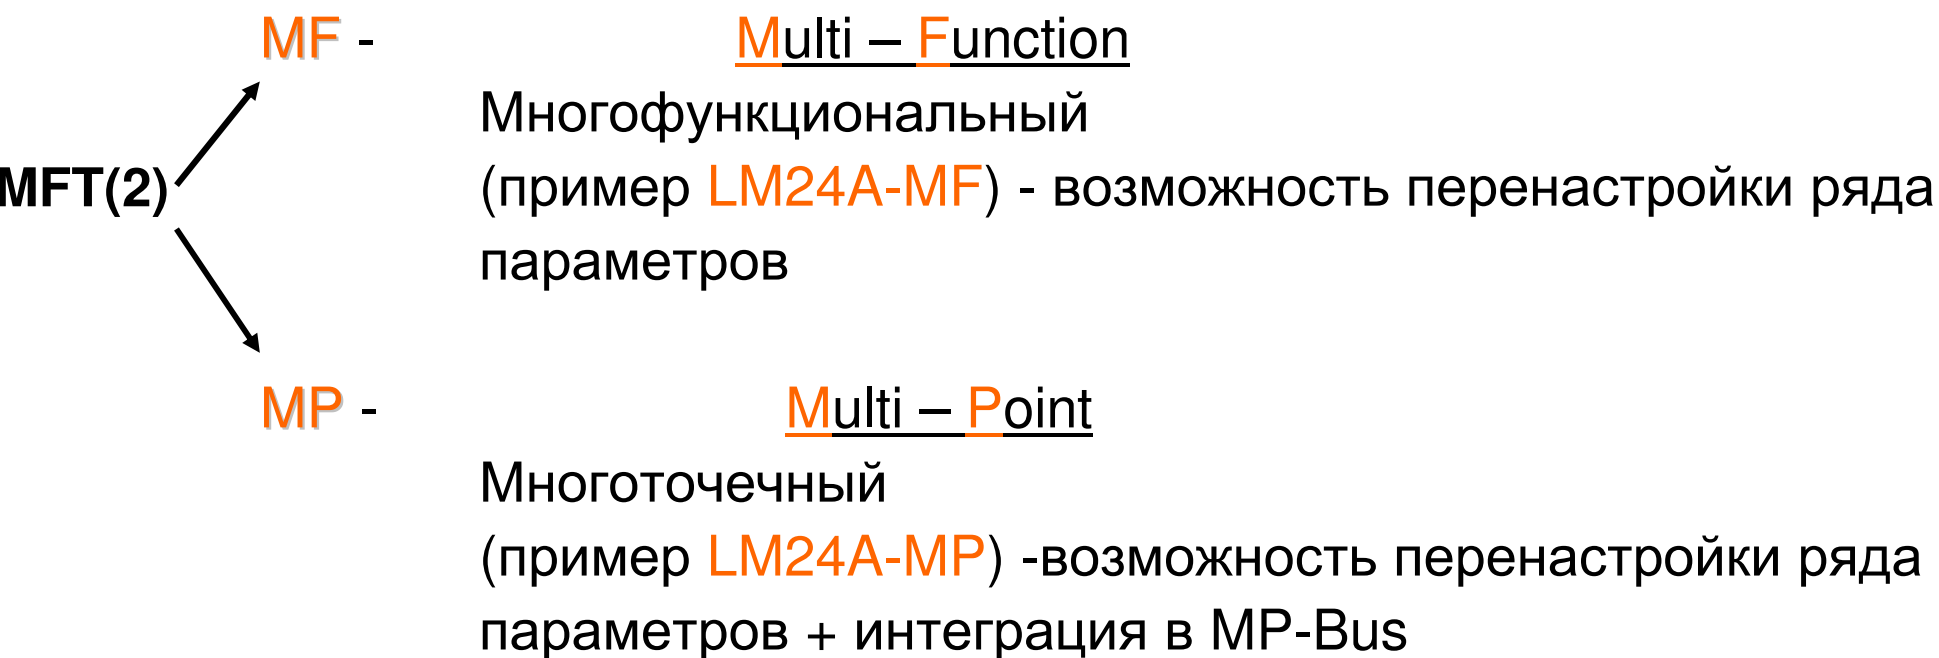 MF - Multi – Function
Многофункциональный
MFT(2) (пример LM24A-MF) - возможность перенастройки ряда
параметров
MP - Multi – Point
Многоточечный
(пример LM24A-MP) -возможность перенастройки ряда
параметров + интеграция в MP-Bus